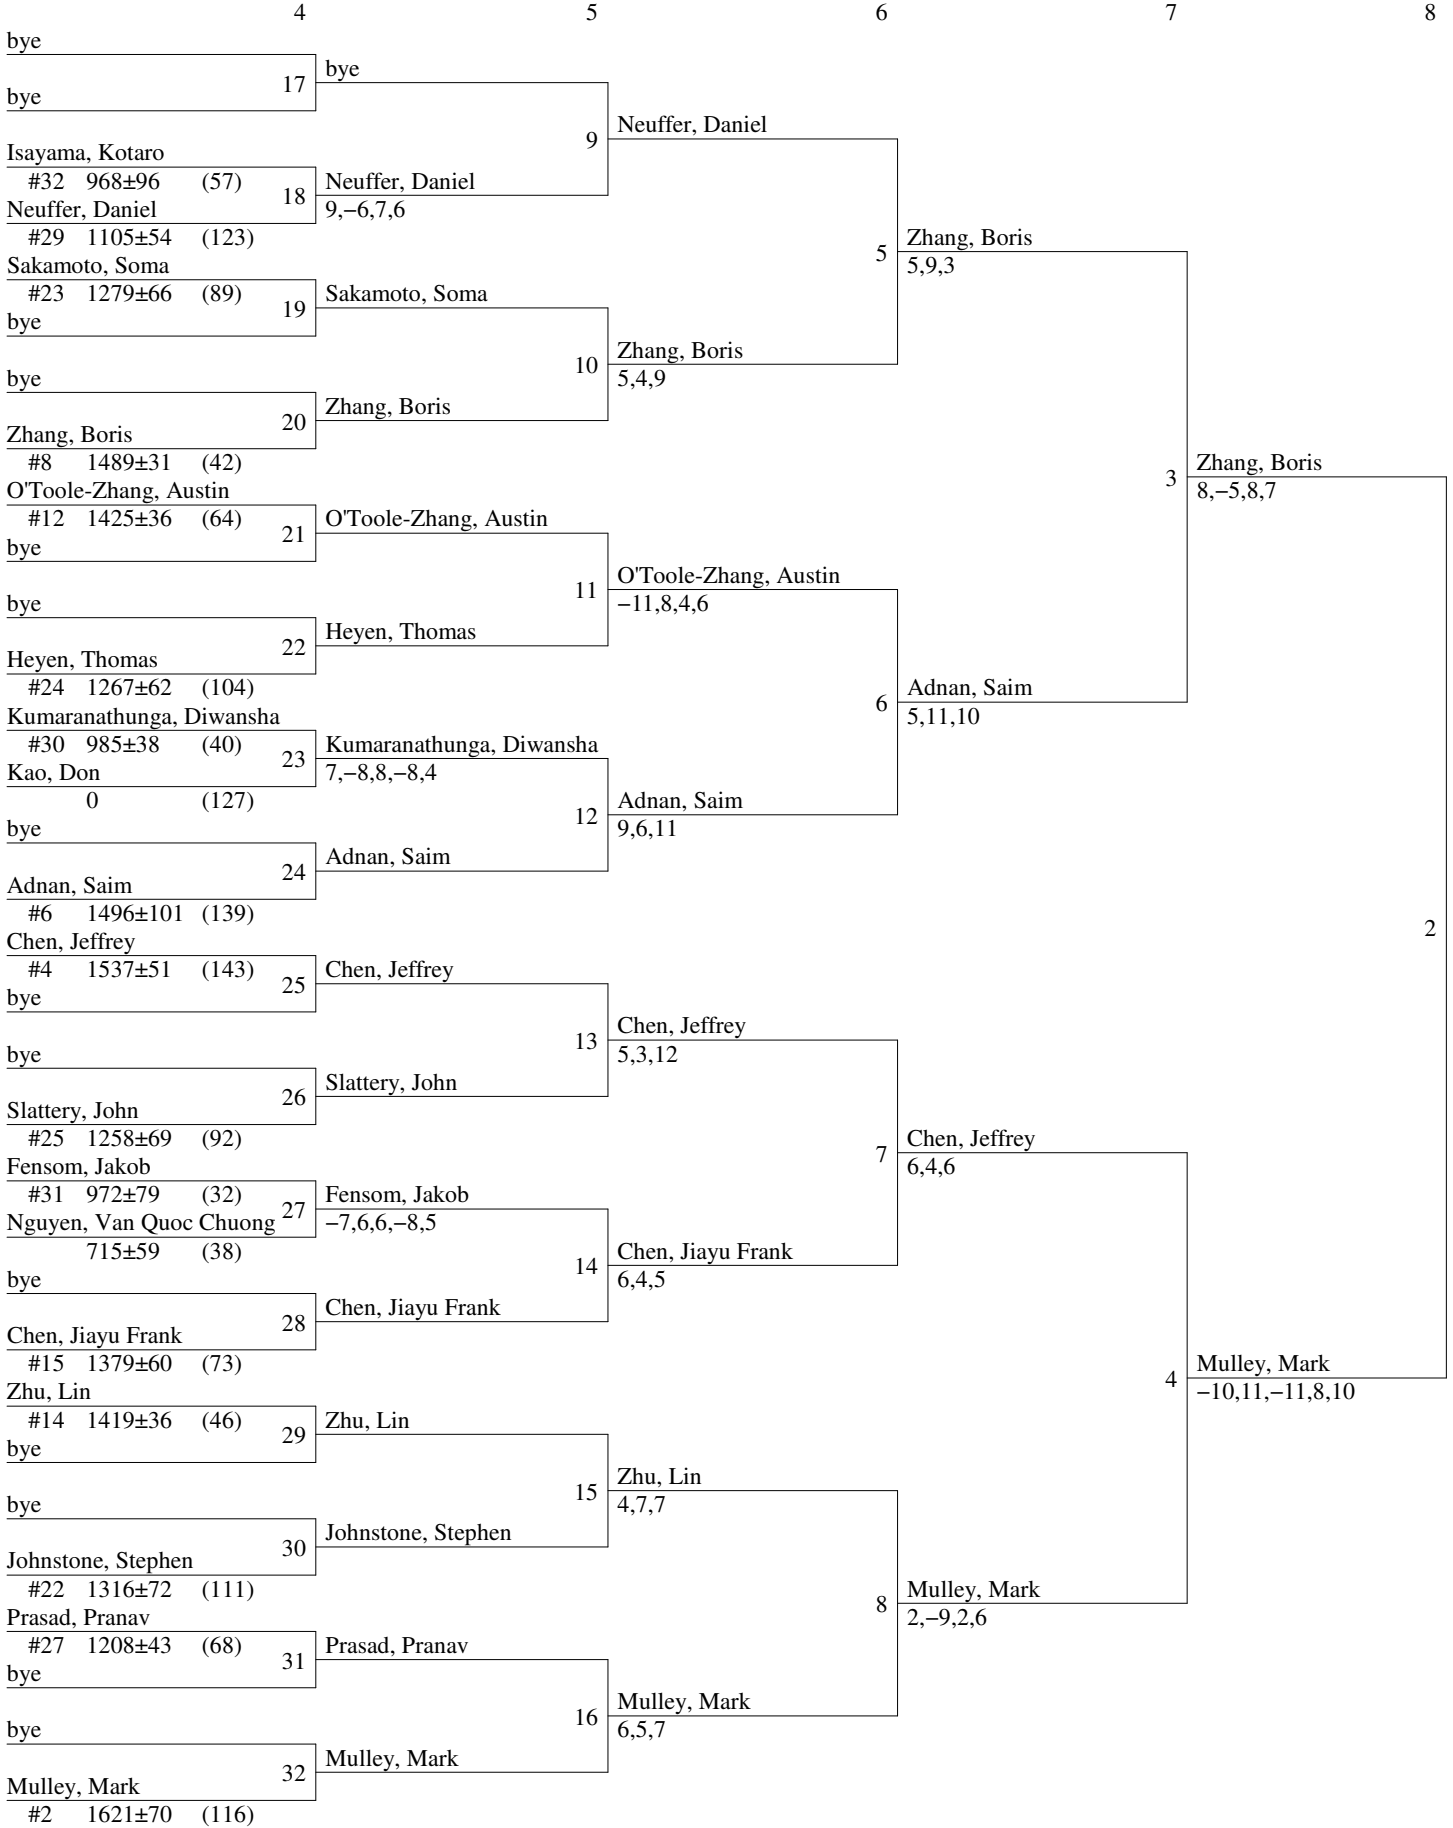 4 5 6 7 8
bye
17 bye
bye
9 Neuffer, Daniel
Isayama, Kotaro
#32 968±96 (57)
18 Neuffer, Daniel
9,−6,7,6
Neuffer, Daniel
#29 1105±54 (123)
5 Zhang, Boris
5,9,3
Sakamoto, Soma
#23 1279±66 (89)
19 Sakamoto, Soma
bye
10 Zhang, Boris
5,4,9
bye
20 Zhang, Boris
Zhang, Boris
#8 1489±31 (42)
3 Zhang, Boris
8,−5,8,7
O'Toole-Zhang, Austin
#12 1425±36 (64)
21 O'Toole-Zhang, Austin
bye
11 O'Toole-Zhang, Austin
−11,8,4,6
bye
22 Heyen, Thomas
Heyen, Thomas
#24 1267±62 (104)
6 Adnan, Saim
5,11,10
Kumaranathunga, Diwansha
#30 985±38 (40)
23 Kumaranathunga, Diwansha
7,−8,8,−8,4
Kao, Don
0 (127)
12 Adnan, Saim
9,6,11
bye
24 Adnan, Saim
Adnan, Saim
#6 1496±101 (139)
2
Chen, Jeffrey
#4 1537±51 (143)
25 Chen, Jeffrey
bye
13 Chen, Jeffrey
5,3,12
bye
26 Slattery, John
Slattery, John
#25 1258±69 (92)
7 Chen, Jeffrey
6,4,6
Fensom, Jakob
#31 972±79 (32)
27 Fensom, Jakob
−7,6,6,−8,5
Nguyen, Van Quoc Chuong
715±59 (38)
14 Chen, Jiayu Frank
6,4,5
bye
28 Chen, Jiayu Frank
Chen, Jiayu Frank
#15 1379±60 (73)
4 Mulley, Mark
−10,11,−11,8,10
Zhu, Lin
#14 1419±36 (46)
29 Zhu, Lin
bye
15 Zhu, Lin
4,7,7
bye
30 Johnstone, Stephen
Johnstone, Stephen
#22 1316±72 (111)
8 Mulley, Mark
2,−9,2,6
Prasad, Pranav
#27 1208±43 (68)
31 Prasad, Pranav
bye
16 Mulley, Mark
6,5,7
bye
32 Mulley, Mark
Mulley, Mark
#2 1621±70 (116)